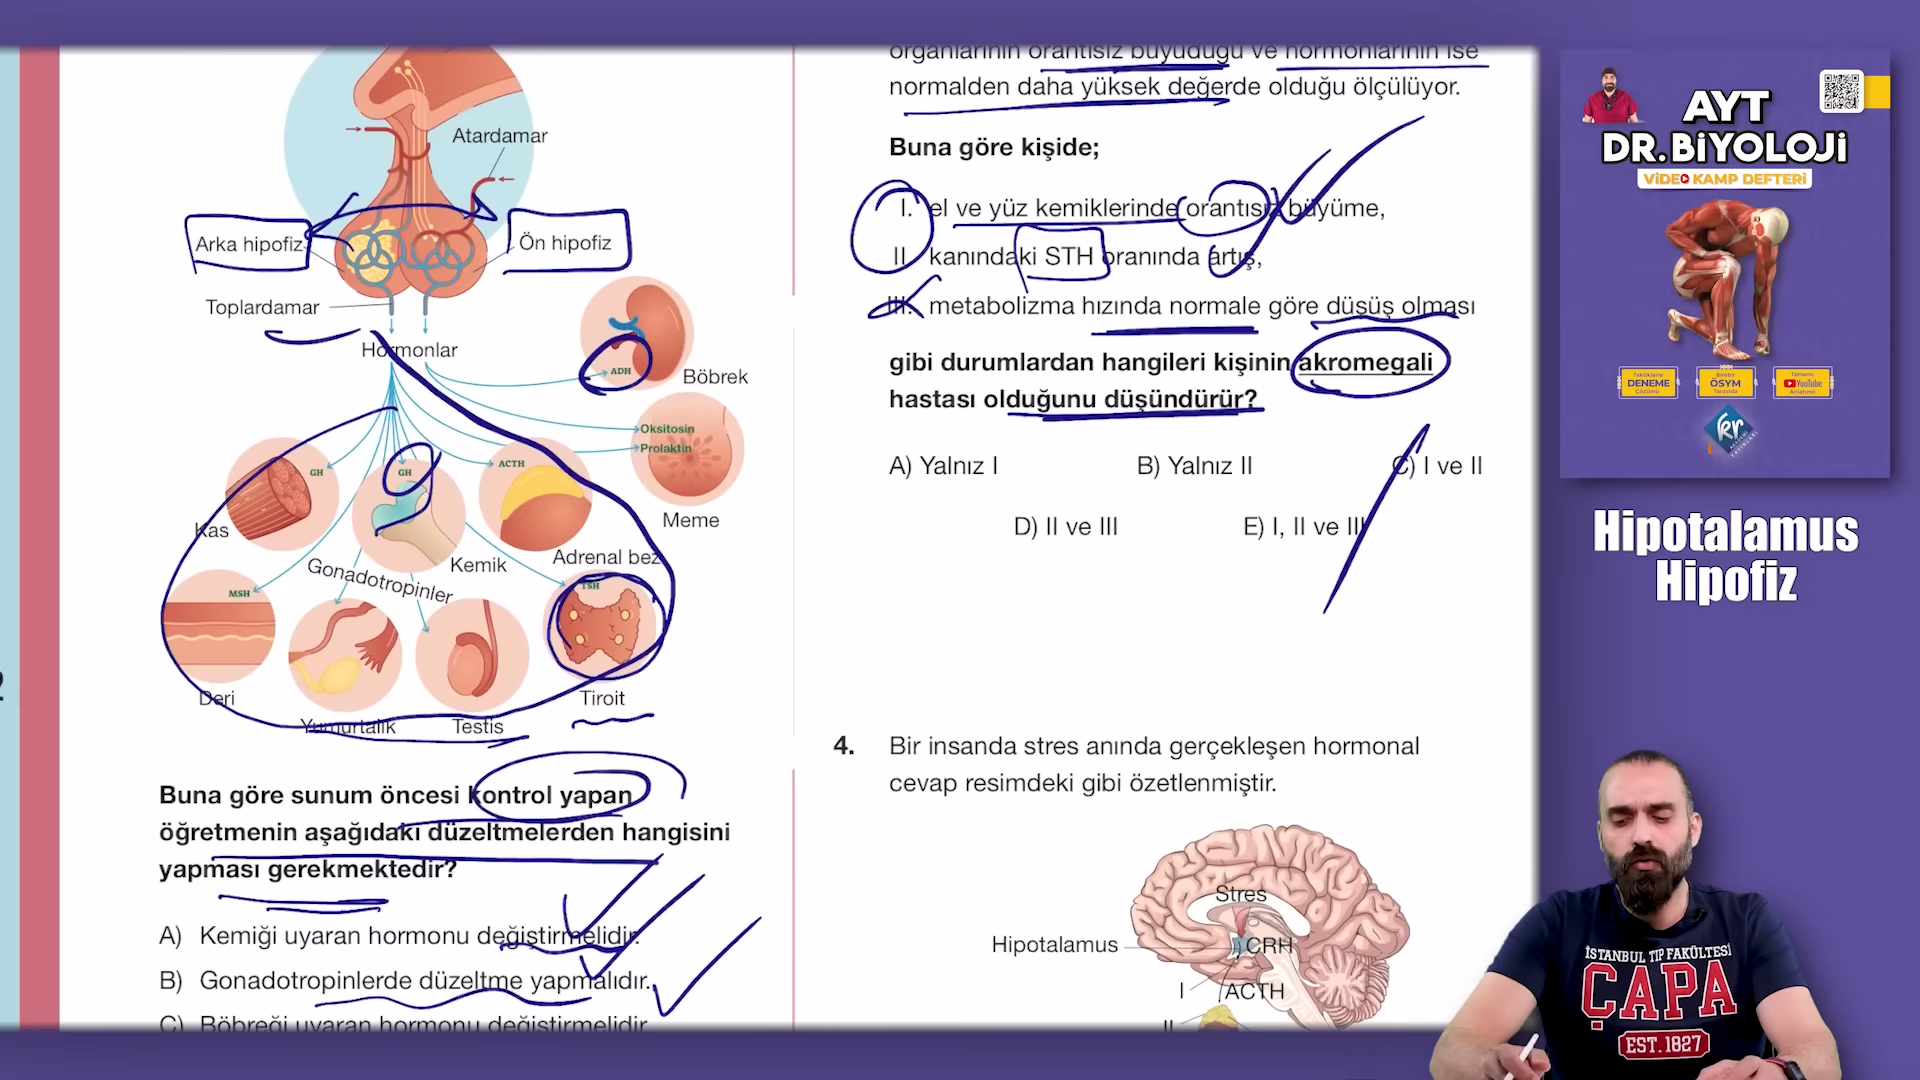 Atardamar
Arka hipofiz
Ön hipofiz
Toplardamar
Hormonlar
ADH
Böbrek
Oksitosin
Prolaktin
Meme
GH
Kas
GH
Kemik
ACTH
Adrenal bez
Gonadotropinler
MSH
TSH
Deri
Yumurtalık
Testis
Tiroit
Buna göre sunum öncesi kontrol yapan
öğretmenin aşağıdaki düzeltmelerden hangisini
yapması gerekmektedir?
A) Kemiği uyaran hormonu değiştirmelidir.
B) Gonadotropinlerde düzeltme yapmalıdır.
C) Böbreği uyaran hormonu değiştirmelidir.
organlarının orantısız büyüdüğü ve hormonlarının ise
normalden daha yüksek değerde olduğu ölçülüyor.
Buna göre kişide;
I. el ve yüz kemiklerinde orantısız büyüme,
II. kanındaki STH oranında artış,
III. metabolizma hızında normale göre düşüş olması
gibi durumlardan hangileri kişinin akromegali
hastası olduğunu düşündürür?
A) Yalnız I B) Yalnız II C) I ve II
D) II ve III E) I, II ve III
4. Bir insanda stres anında gerçekleşen hormonal
cevap resimdeki gibi özetlenmiştir.
Stres
Hipotalamus
CRH
I
ACTH
II
AYT
DR.BİYOLOJİ
VİDEO KAMP DEFTERİ
DENEME
ÖSYM
YouTube
kr
Hipotalamus
Hipofiz
İSTANBUL TIP FAKÜLTESİ
ÇAPA
EST. 1827